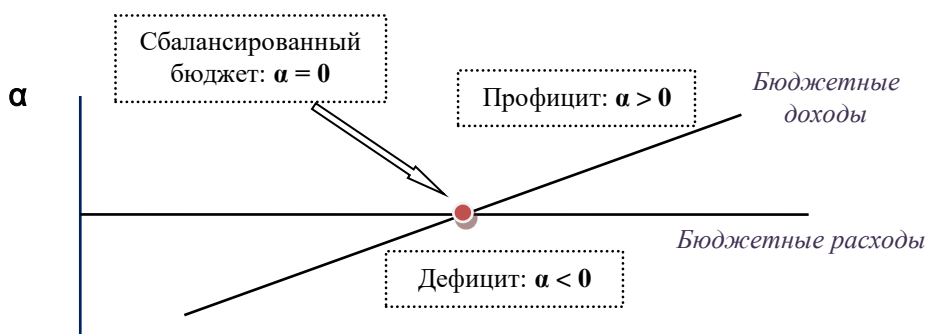 Сбалансированный
бюджет: α = 0
α
Профицит: α > 0
Бюджетные
доходы
Бюджетные расходы
Дефицит: α < 0